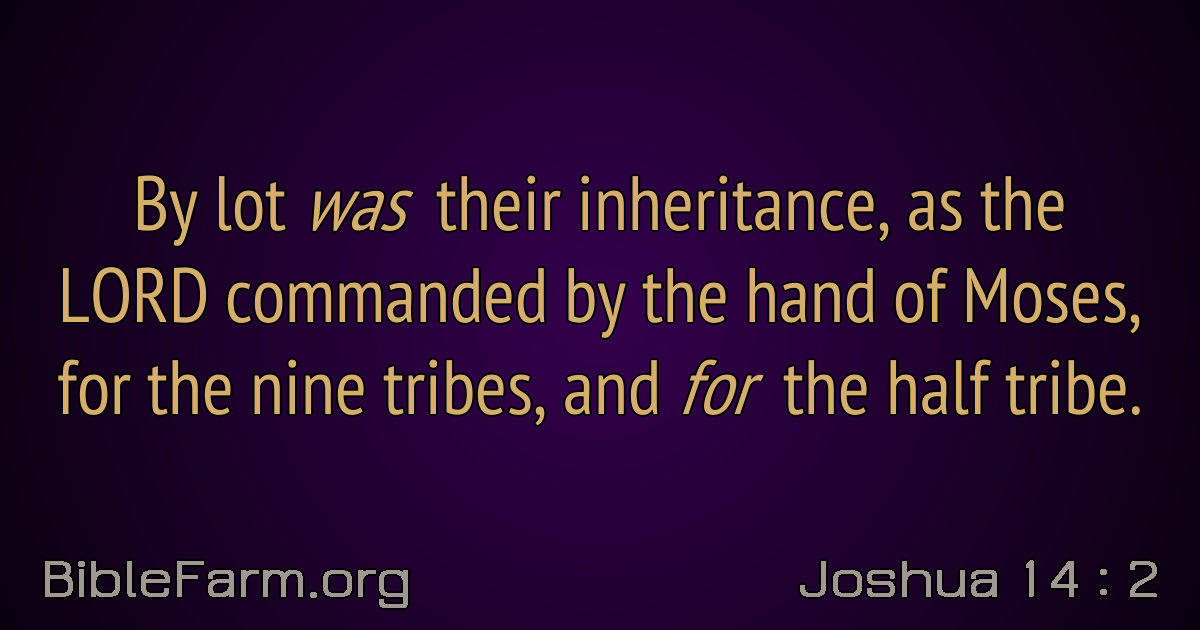 By lot was their inheritance, as the
LORD commanded by the hand of Moses,
for the nine tribes, and for the half tribe.
BibleFarm.org
Joshua 14 : 2